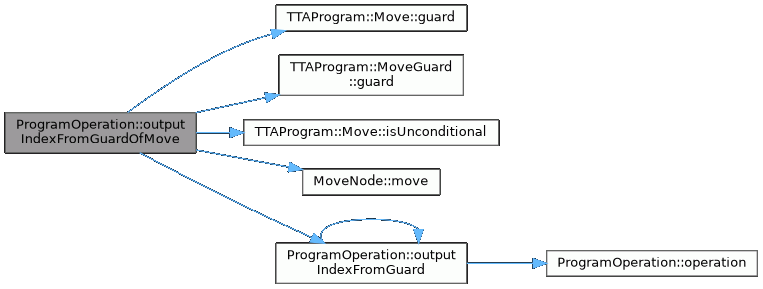 TTAProgram::Move::guard
TTAProgram::MoveGuard
::guard
ProgramOperation::output
IndexFromGuardOfMove
TTAProgram::Move::isUnconditional
MoveNode::move
ProgramOperation::output
IndexFromGuard
ProgramOperation::operation